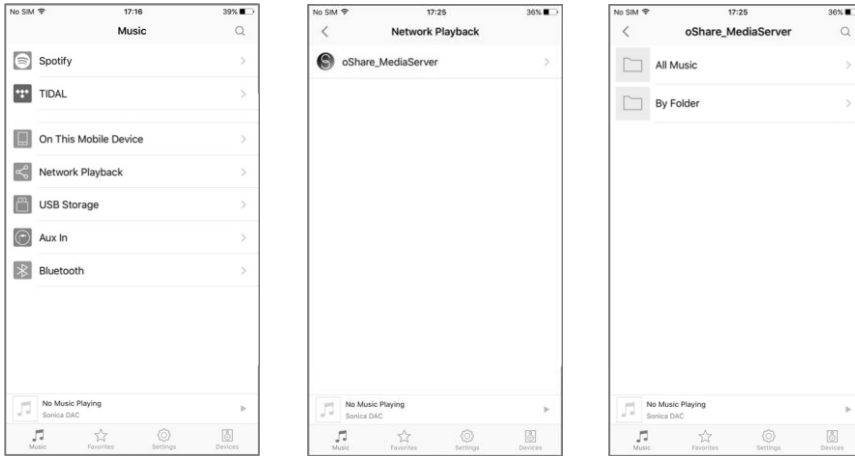 No SIM 17:16 39%
Music
Spotify
TIDAL
On This Mobile Device
Network Playback
USB Storage
Aux In
Bluetooth
No Music Playing
Sonica DAC
Music Favorites Settings Devices
No SIM 17:25 36%
Network Playback
oShare_MediaServer
No Music Playing
Sonica DAC
Music Favorites Settings Devices
No SIM 17:25 36%
oShare_MediaServer
All Music
By Folder
No Music Playing
Sonica DAC
Music Favorites Settings Devices